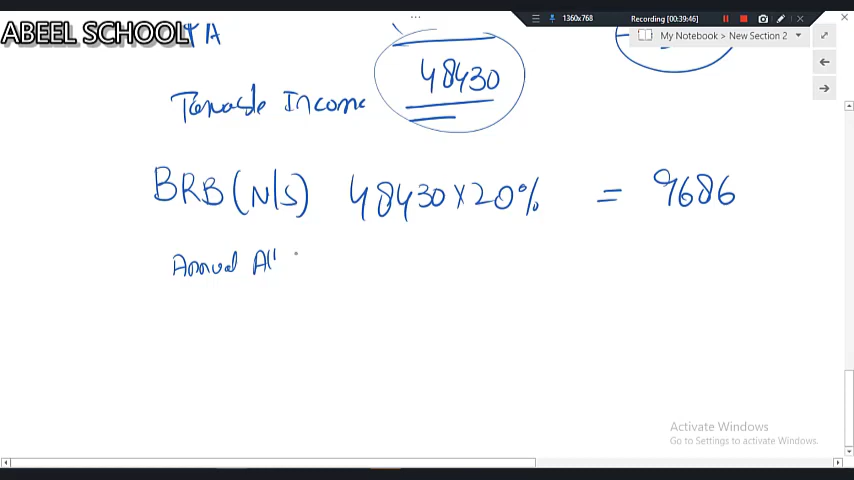 1360x768
Recording [00:39:46]
ABEEL SCHOOL PA
My Notebook > New Section 2
48430
Taxable Income
BRB (N/S) 48430 × 20% = 9686
Annual All
Activate Windows
Go to Settings to activate Windows.